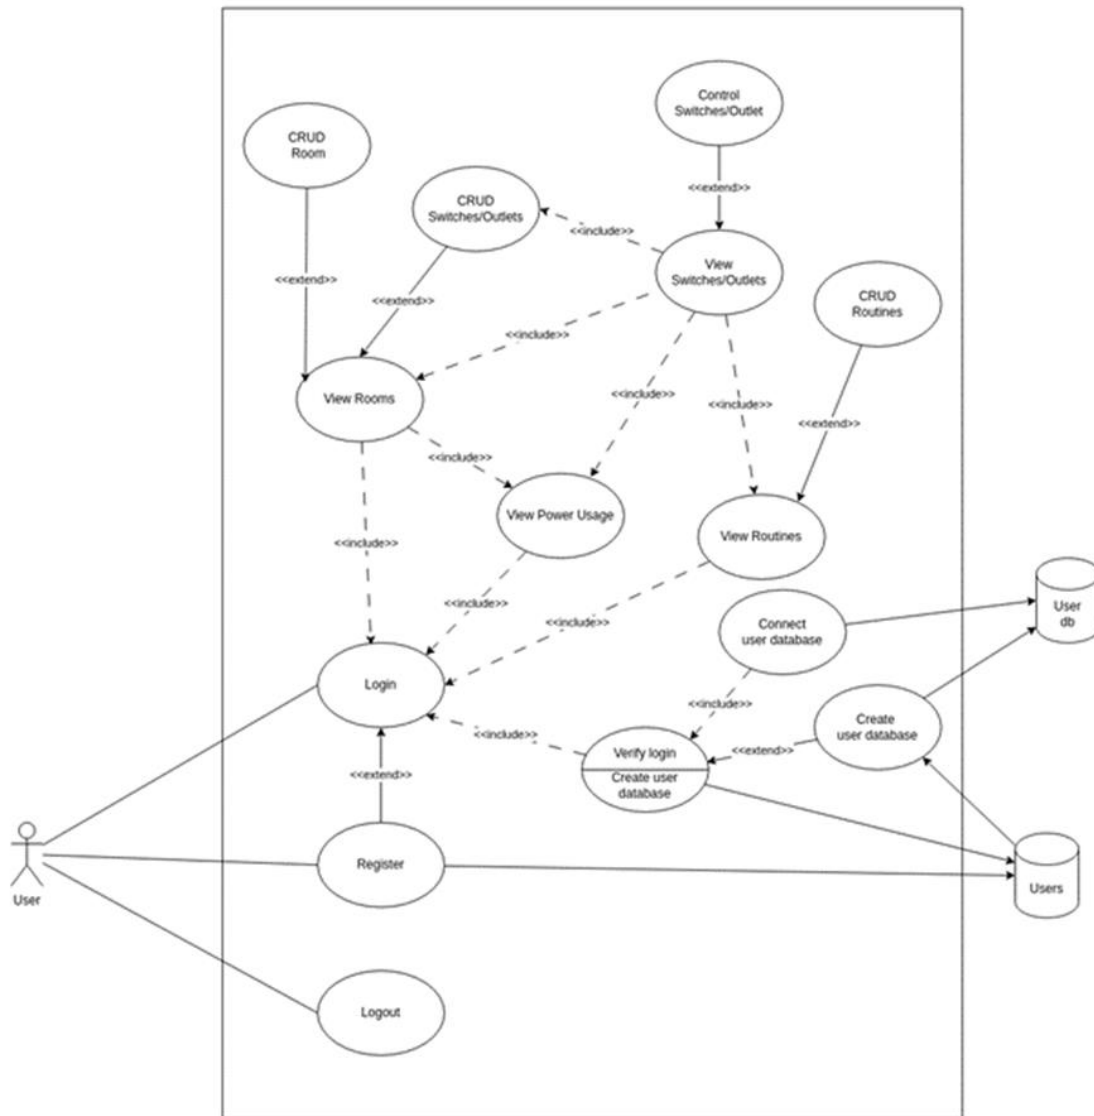 Control
Switches/Outlet
CRUD
Room
<<extend>>
CRUD
Switches/Outlets
<<include>>
View
Switches/Outlets
<<extend>>
<<extend>>
CRUD
Routines
<<include>>
View Rooms
<<include>>
<<include>>
<<extend>>
<<include>>
View Power Usage
View Routines
<<include>>
<<include>>
<<include>>
Connect
user database
User
db
Login
<<include>>
<<include>>
Create
user database
<<extend>>
Verify login
Create user
database
<<extend>>
Register
Users
User
Logout